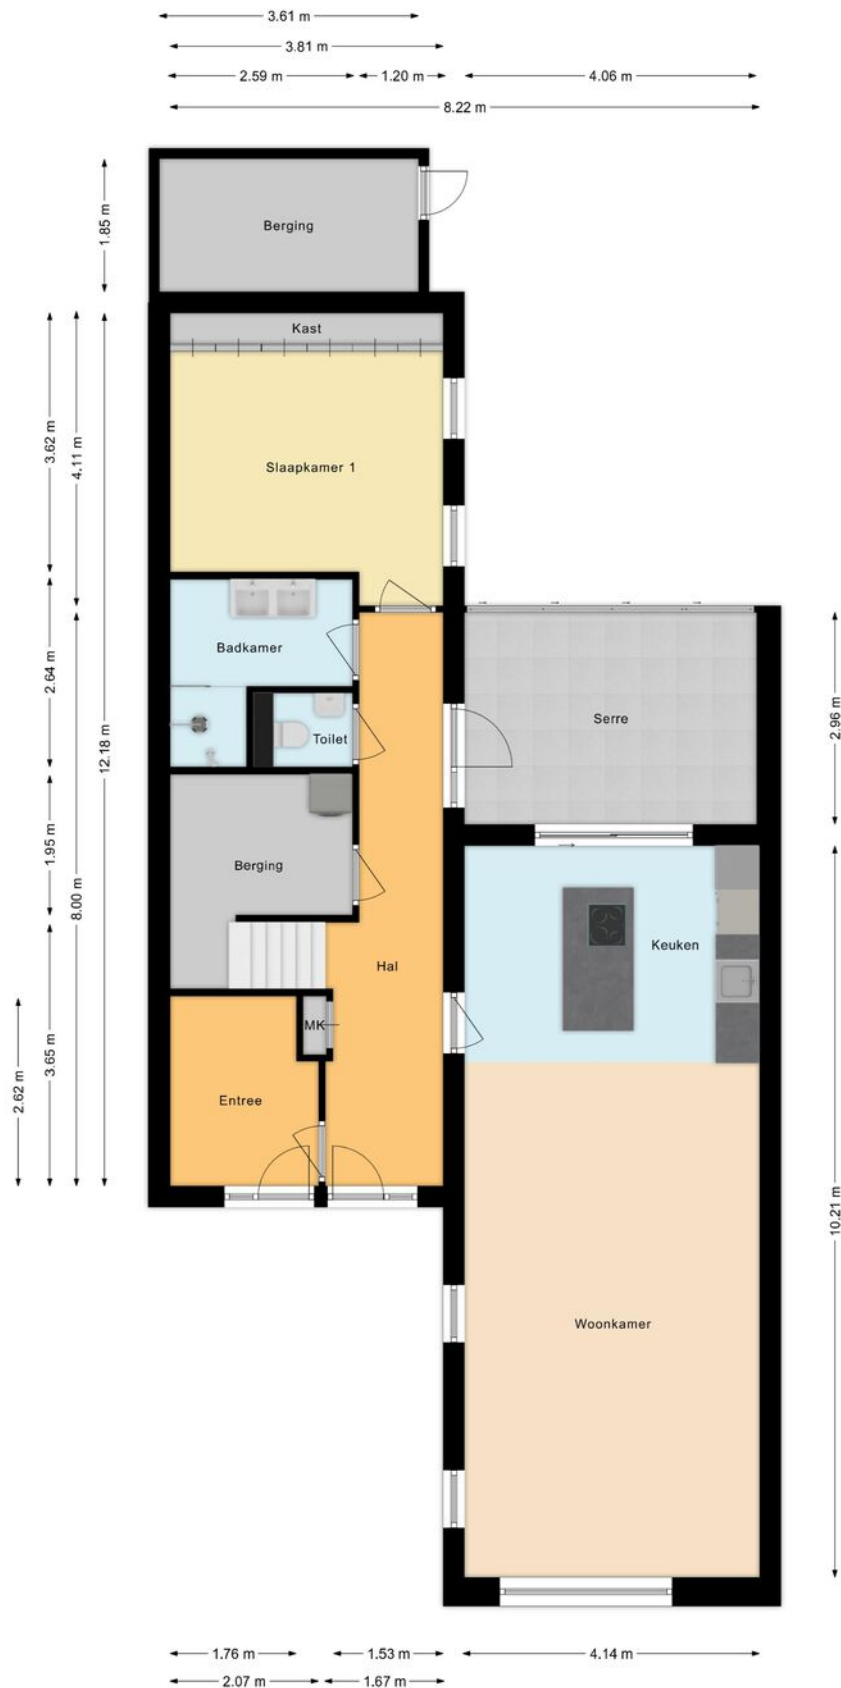 3.61 m
3.81 m
2.59 m
1.20 m
4.06 m
8.22 m
1.85 m
Berging
Kast
3.62 m
4.11 m
12.18 m
Slaapkamer 1
2.64 m
Badkamer
Toilet
Serre
2.96 m
1.95 m
8.00 m
Berging
Keuken
Hal
MK
3.65 m
2.62 m
Entree
10.21 m
Woonkamer
1.76 m
1.53 m
4.14 m
2.07 m
1.67 m